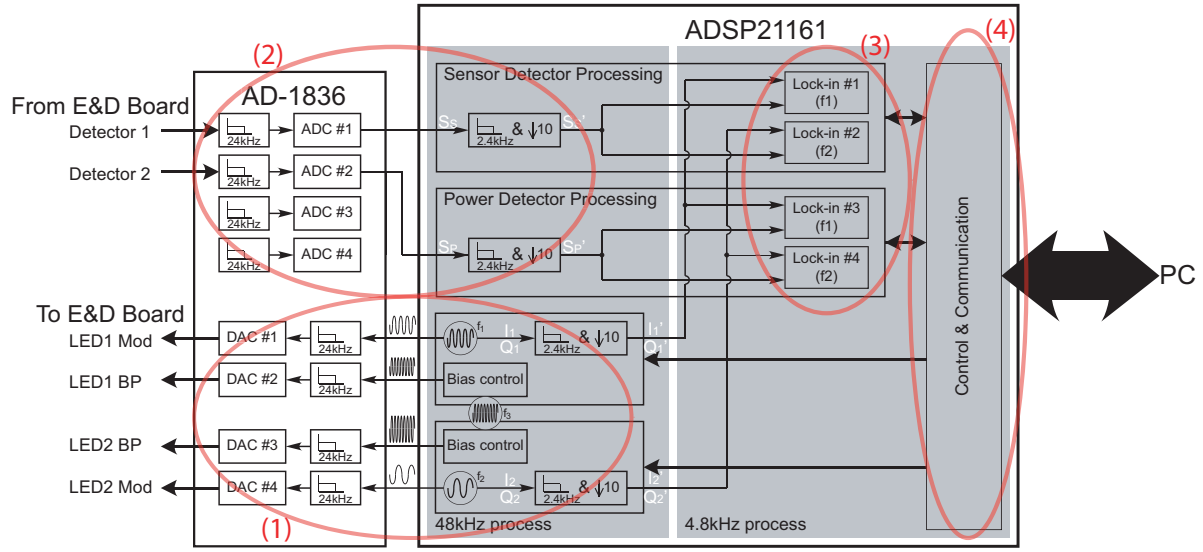 ADSP21161
(4)
(2)
(3)
AD-1836
Sensor Detector Processing
From E&D Board
Detector 1
24kHz
ADC #1
Ss
2.4kHz
& ↓10
Ss'
Lock-in #1
(f1)
Lock-in #2
(f2)
Detector 2
24kHz
ADC #2
Power Detector Processing
24kHz
ADC #3
Lock-in #3
(f1)
24kHz
ADC #4
SP
2.4kHz
& ↓10
SP'
Lock-in #4
(f2)
Control & Communication
PC
To E&D Board
LED1 Mod
DAC #1
24kHz
f1
I1
Q1
2.4kHz
& ↓10
I1'
Q1'
LED1 BP
DAC #2
24kHz
Bias control
f3
LED2 BP
DAC #3
24kHz
Bias control
LED2 Mod
DAC #4
24kHz
f2
I2
Q2
2.4kHz
& ↓10
I2'
Q2'
(1)
48kHz process
4.8kHz process